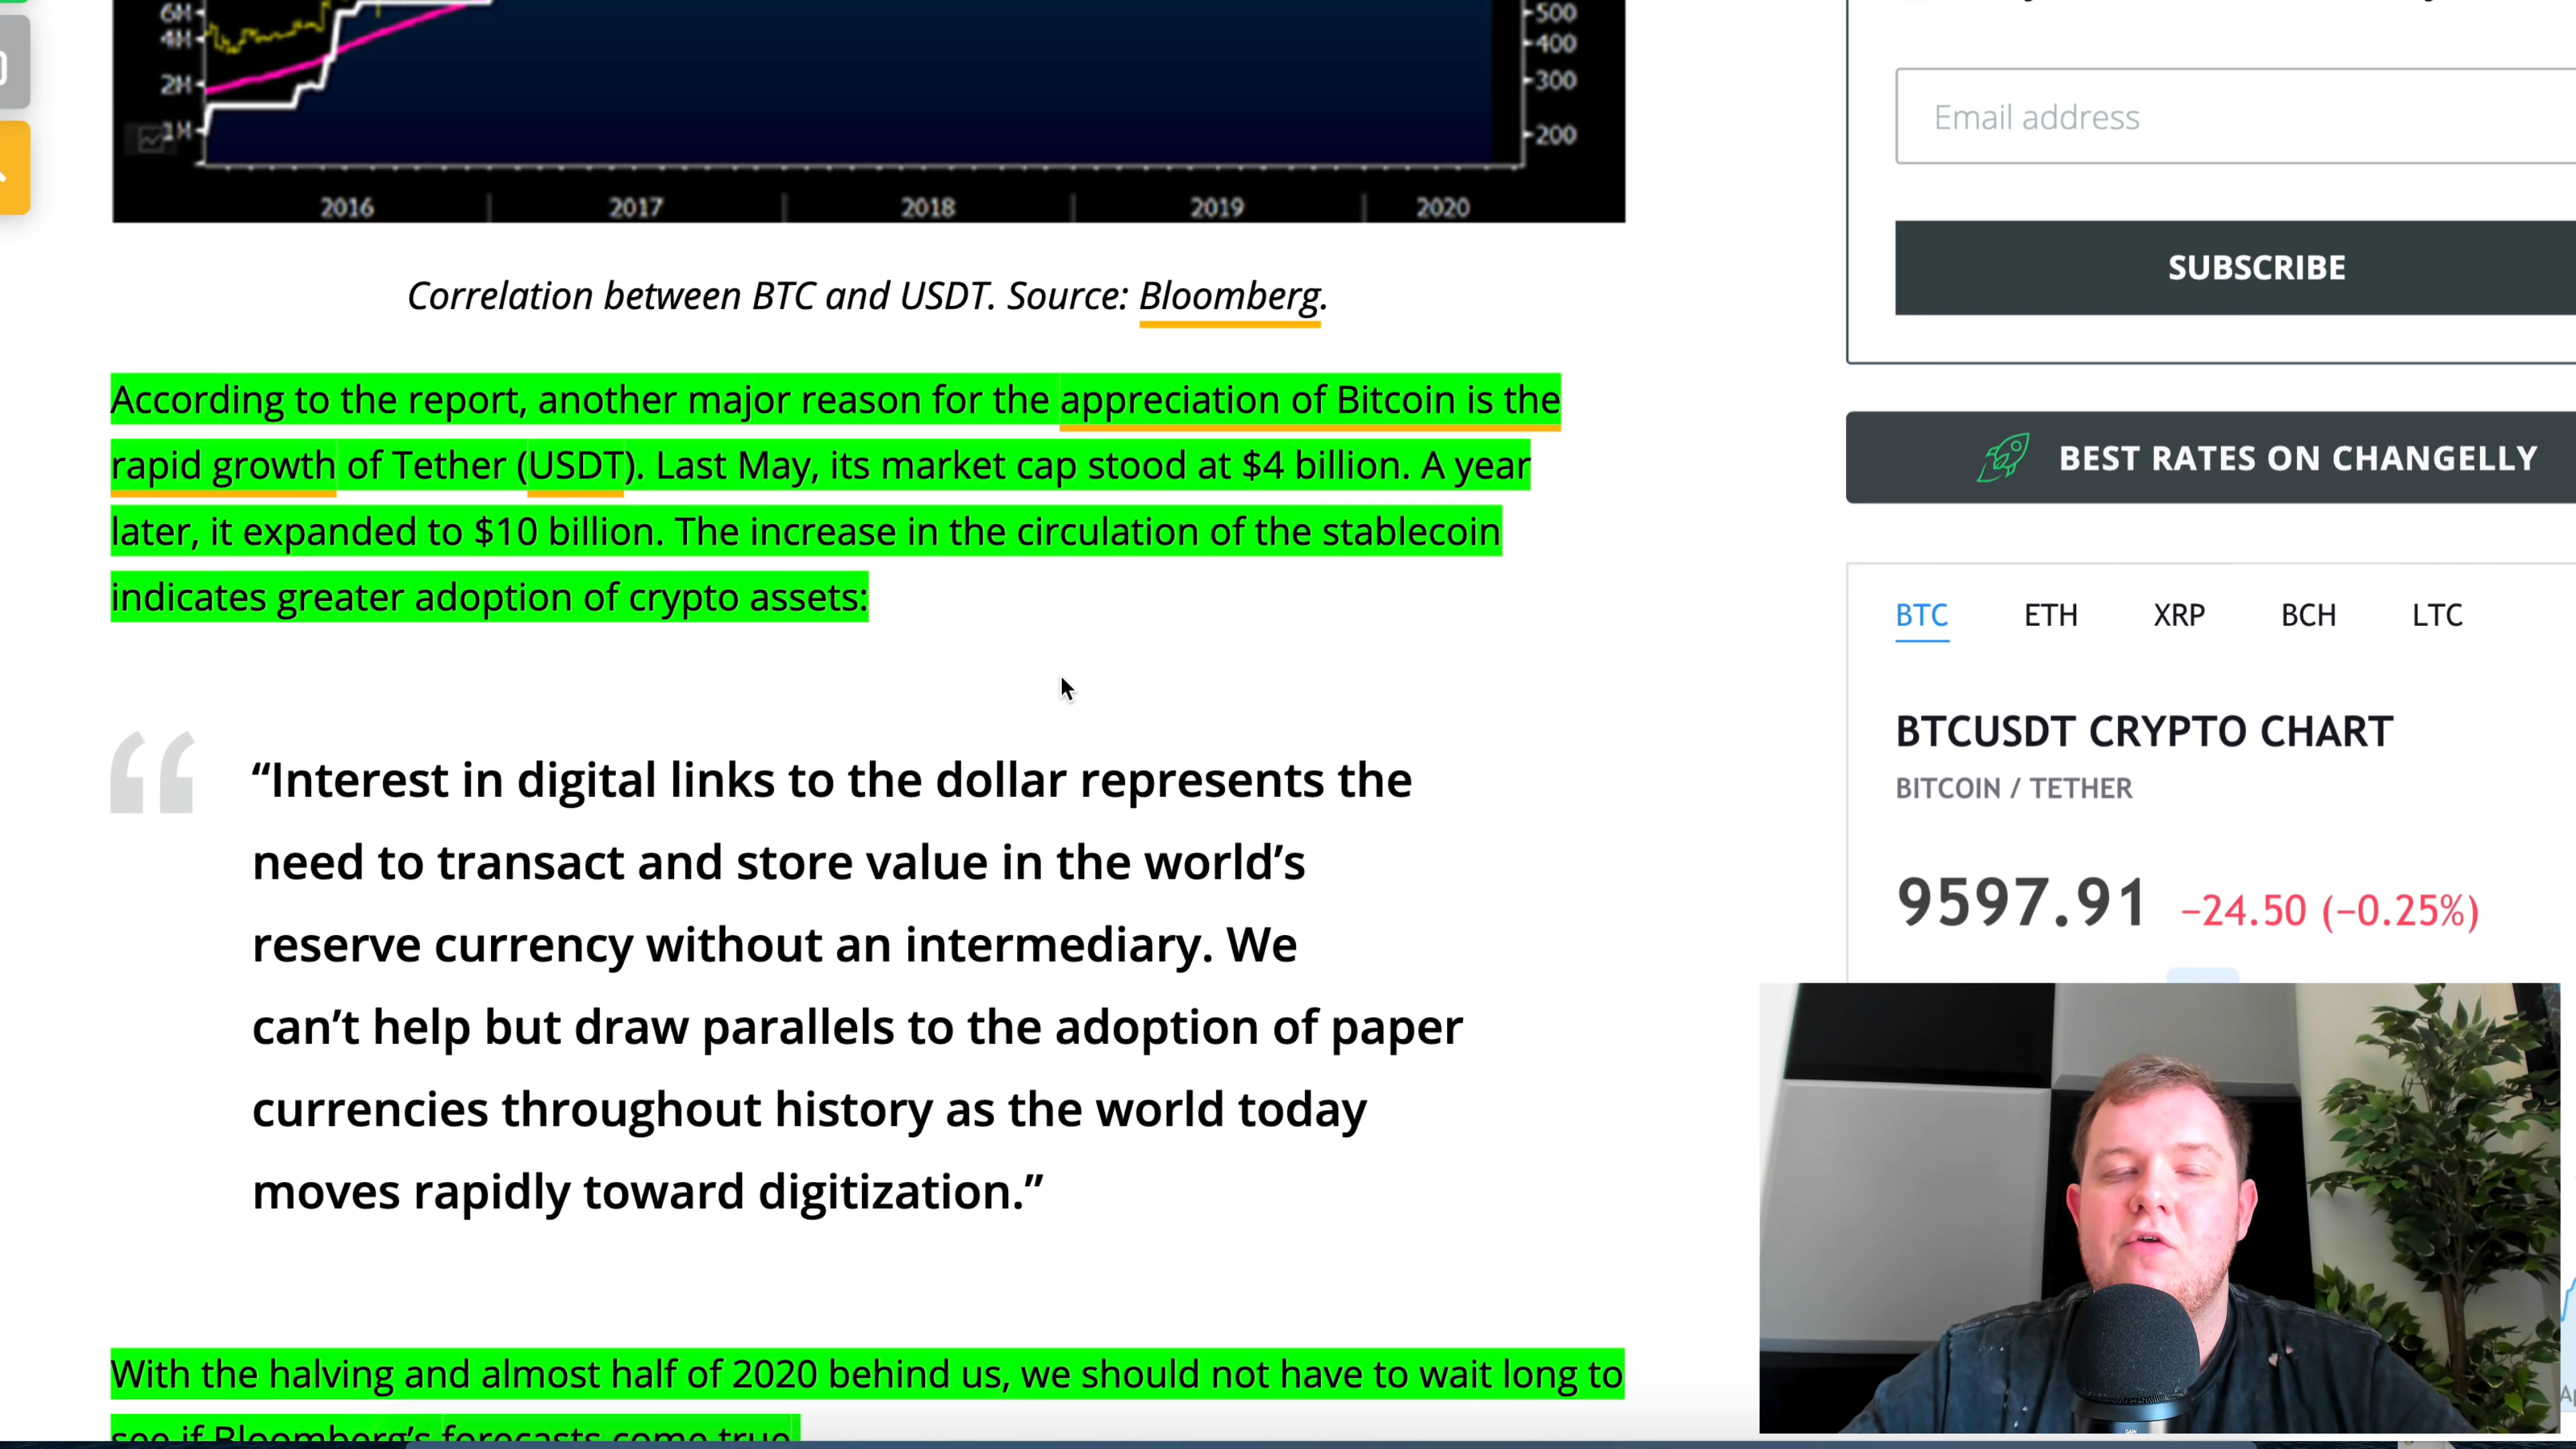 6M
4M
2M
1M
500
400
300
200
2016 2017 2018 2019 2020
Correlation between BTC and USDT. Source: Bloomberg.
According to the report, another major reason for the appreciation of Bitcoin is the
rapid growth of Tether (USDT). Last May, its market cap stood at $4 billion. A year
later, it expanded to $10 billion. The increase in the circulation of the stablecoin
indicates greater adoption of crypto assets:
“Interest in digital links to the dollar represents the
need to transact and store value in the world’s
reserve currency without an intermediary. We
can’t help but draw parallels to the adoption of paper
currencies throughout history as the world today
moves rapidly toward digitization.”
With the halving and almost half of 2020 behind us, we should not have to wait long to
see if Bloomberg’s forecasts come true.
Email address
SUBSCRIBE
BEST RATES ON CHANGELLY
BTC ETH XRP BCH LTC
BTCUSDT CRYPTO CHART
BITCOIN / TETHER
9597.91 −24.50 (−0.25%)
GAIN